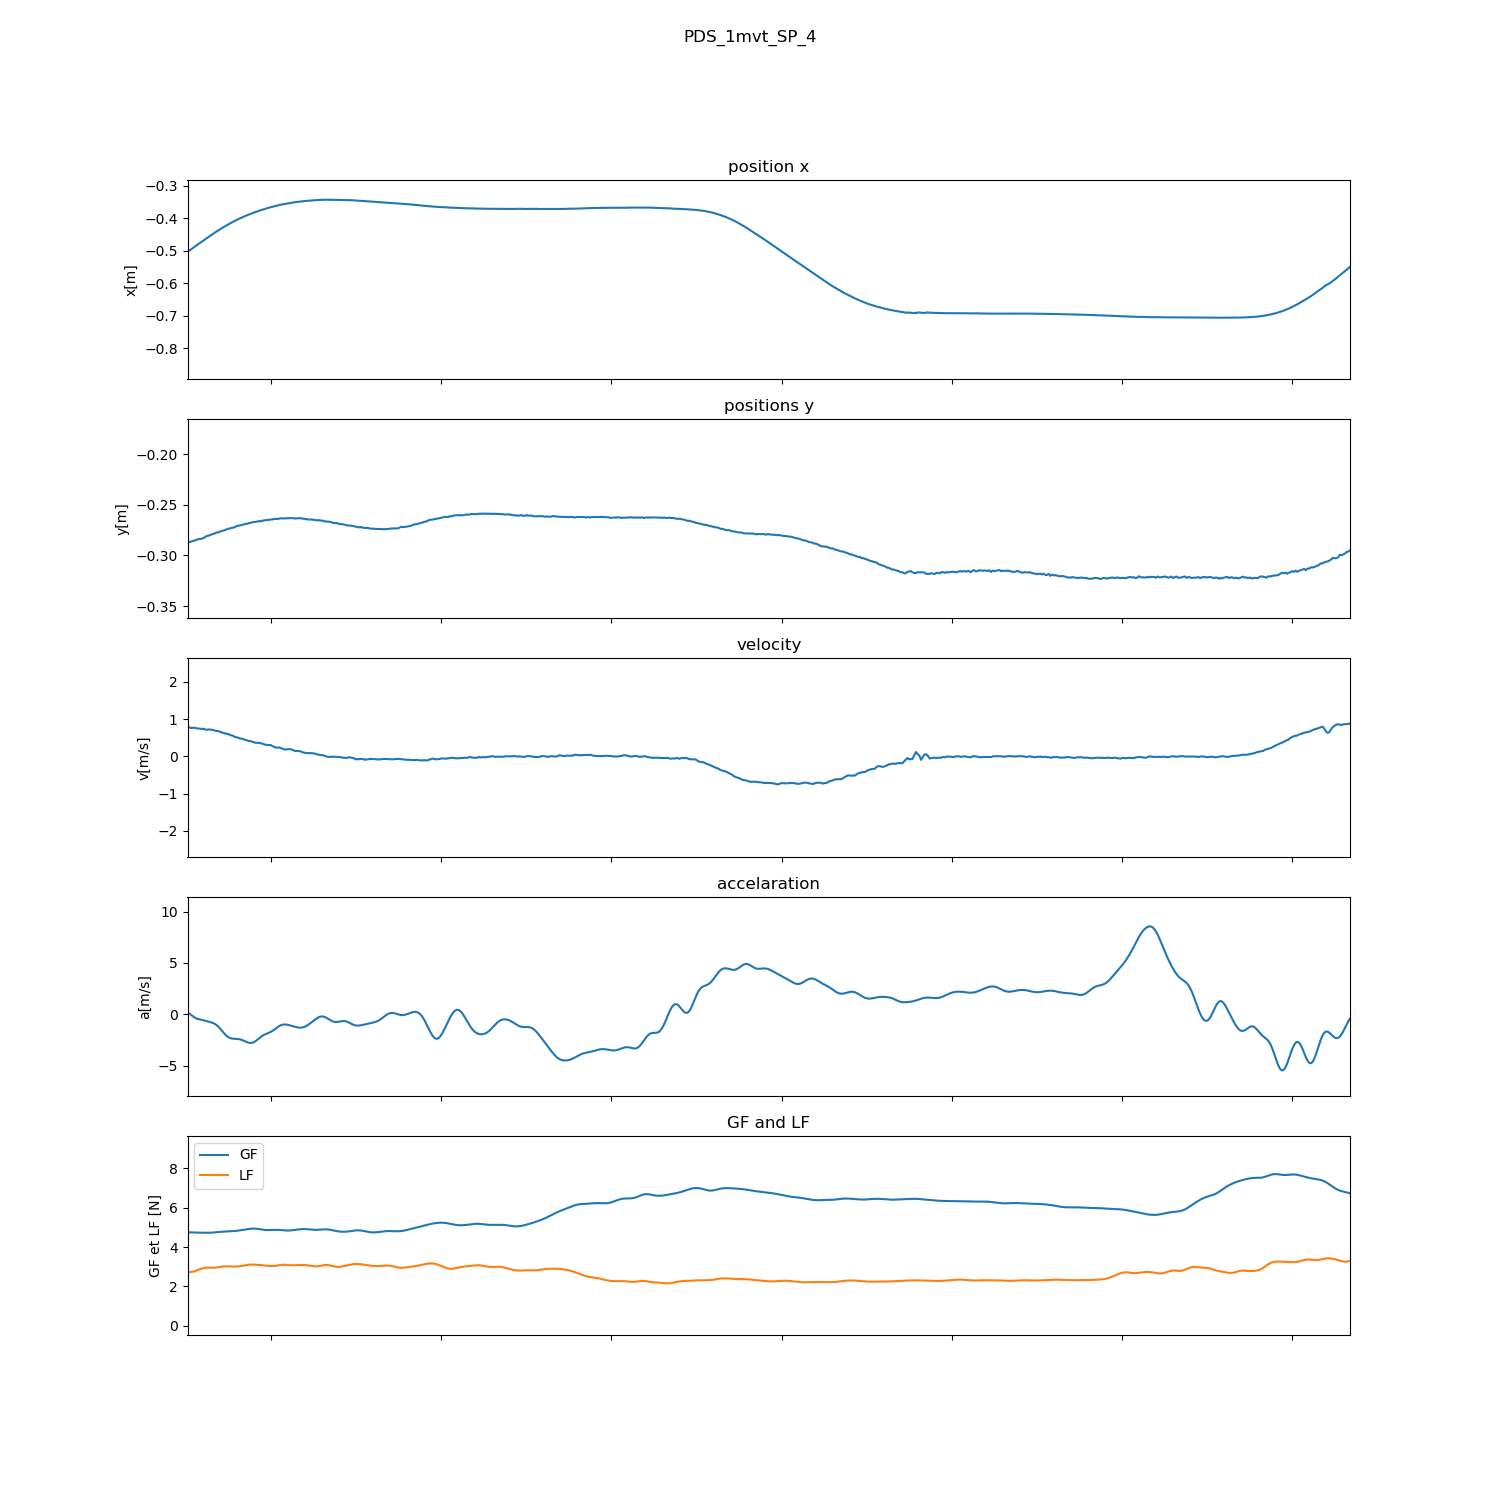 PDS_1mvt_SP_4
position x
−0.3
−0.4
−0.5
−0.6
−0.7
−0.8
x[m]
positions y
−0.20
−0.25
−0.30
−0.35
y[m]
velocity
2
1
0
−1
−2
v[m/s]
accelaration
10
5
0
−5
a[m/s]
GF and LF
GF
LF
8
6
4
2
0
GF et LF [N]